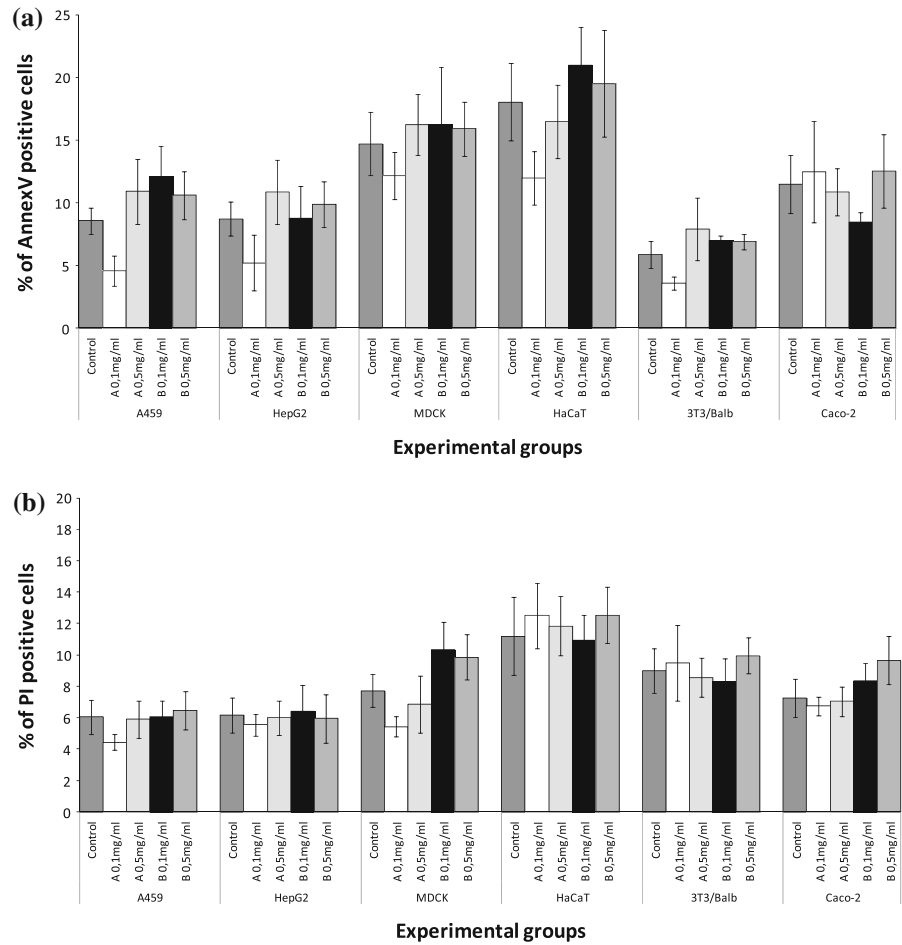 (a)
% of AnnexV positive cells
25
20
15
10
5
0
Control
A 0,1mg/ml
A 0,5mg/ml
B 0,1mg/ml
B 0,5mg/ml
Control
A 0,1mg/ml
A 0,5mg/ml
B 0,1mg/ml
B 0,5mg/ml
Control
A 0,1mg/ml
A 0,5mg/ml
B 0,1mg/ml
B 0,5mg/ml
Control
A 0,1mg/ml
A 0,5mg/ml
B 0,1mg/ml
B 0,5mg/ml
Control
A 0,1mg/ml
A 0,5mg/ml
B 0,1mg/ml
B 0,5mg/ml
Control
A 0,1mg/ml
A 0,5mg/ml
B 0,1mg/ml
B 0,5mg/ml
A459 HepG2 MDCK HaCaT 3T3/Balb Caco-2
Experimental groups
(b)
% of PI positive cells
20
18
16
14
12
10
8
6
4
2
0
Control
A 0,1mg/ml
A 0,5mg/ml
B 0,1mg/ml
B 0,5mg/ml
Control
A 0,1mg/ml
A 0,5mg/ml
B 0,1mg/ml
B 0,5mg/ml
Control
A 0,1mg/ml
A 0,5mg/ml
B 0,1mg/ml
B 0,5mg/ml
Control
A 0,1mg/ml
A 0,5mg/ml
B 0,1mg/ml
B 0,5mg/ml
Control
A 0,1mg/ml
A 0,5mg/ml
B 0,1mg/ml
B 0,5mg/ml
Control
A 0,1mg/ml
A 0,5mg/ml
B 0,1mg/ml
B 0,5mg/ml
A459 HepG2 MDCK HaCaT 3T3/Balb Caco-2
Experimental groups